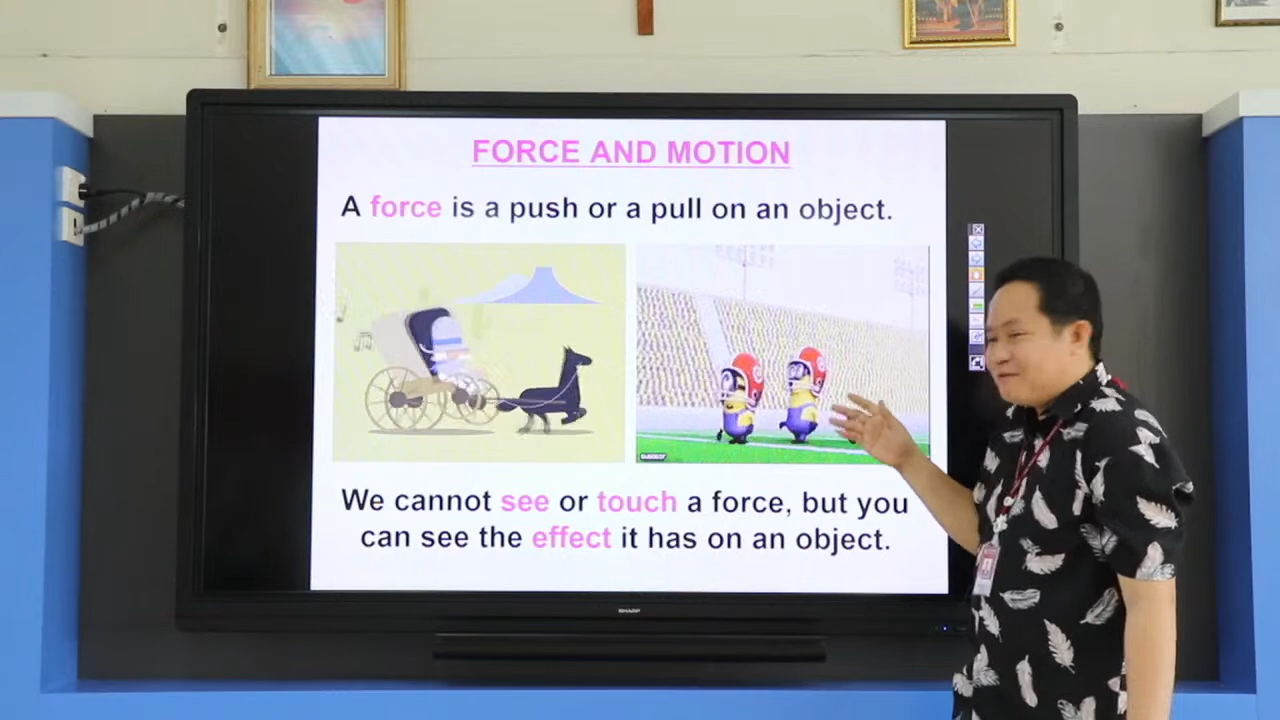 FORCE AND MOTION
A force is a push or a pull on an object.
We cannot see or touch a force, but you
can see the effect it has on an object.
SHARP